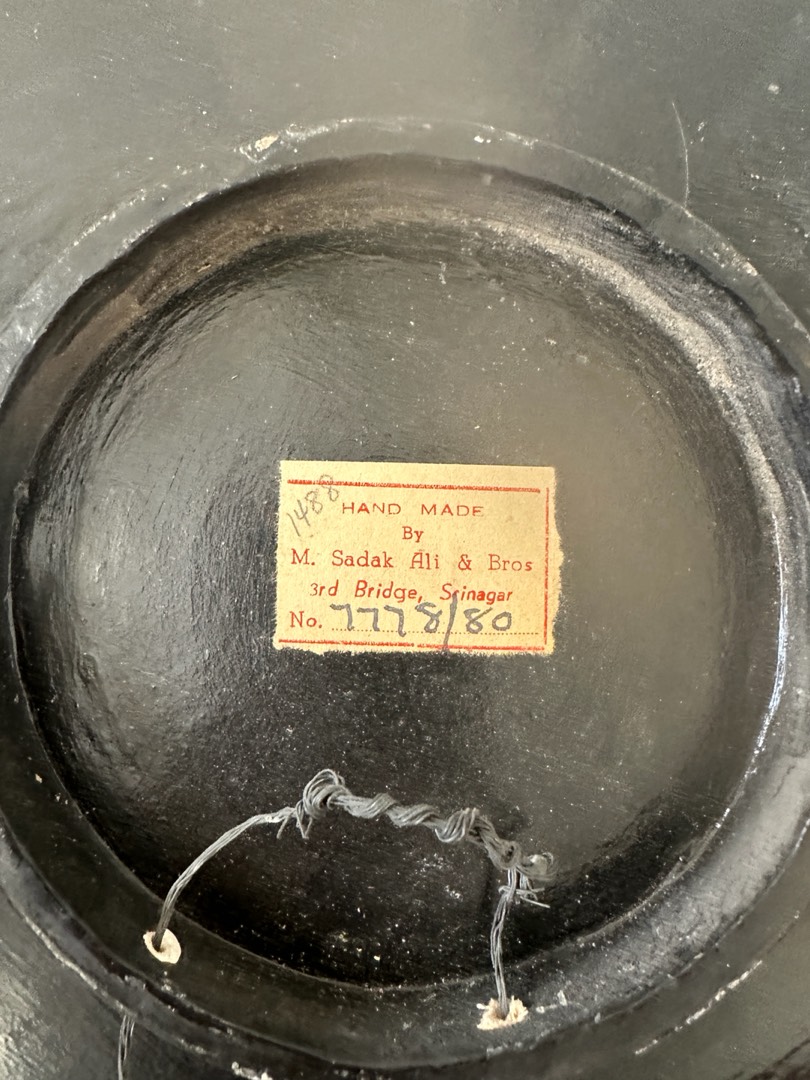 1488
HAND MADE
By
M. Sadak Ali & Bros
3rd Bridge, Srinagar
No. 7778/80